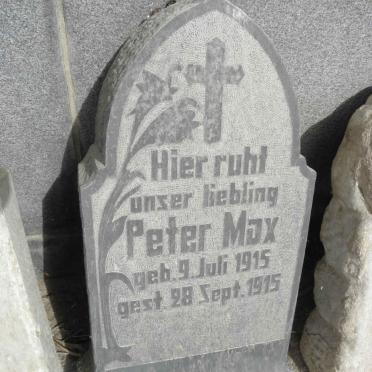 Hier ruht
unser liebling
Peter Max
geb. 9. Juli 1915
gest. 28. Sept. 1915